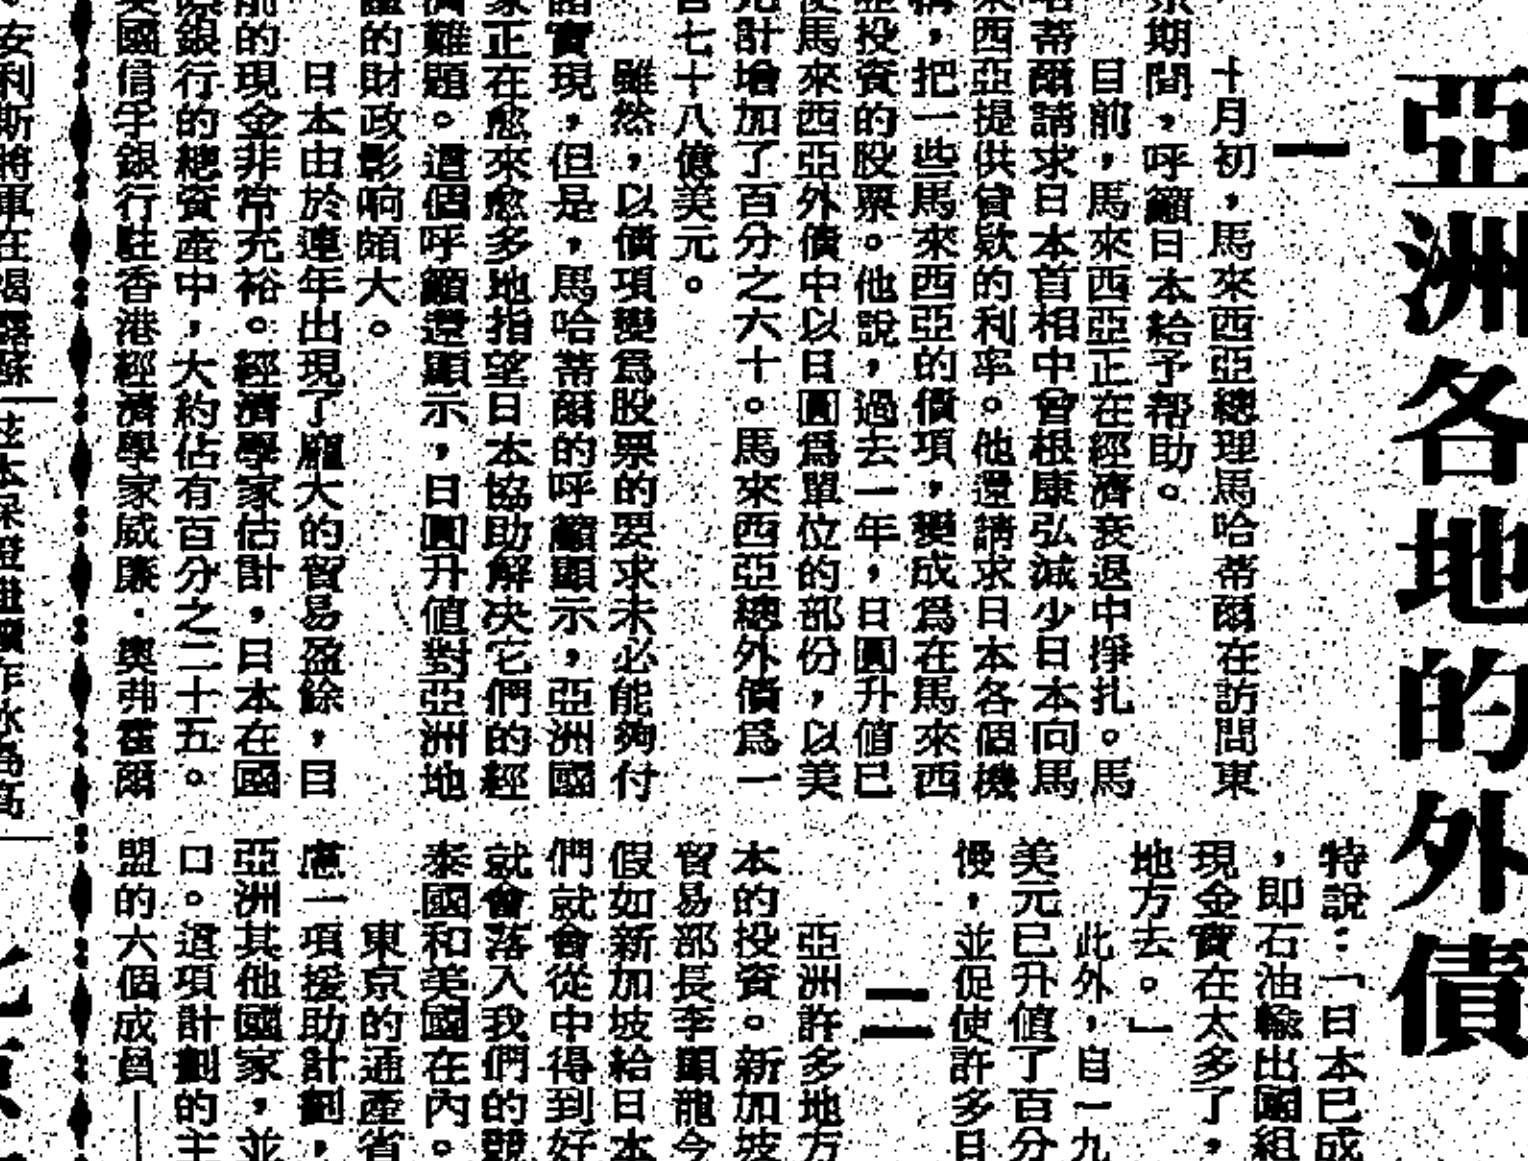 亞洲各地的外債
一
十月初，馬來西亞總理馬哈蒂爾在訪問東
京期間，呼籲日本給予帮助。
目前，馬來西亞正在經濟衰退中掙扎。馬
哈蒂爾請求日本首相中曾根康弘減少日本向馬
來西亞提供貸款的利率。他還請求日本各個機
構，把一些馬來西亞的債項，變成爲在馬來西
亞投資的股票。他說，過去一年，日圓升值已
使馬來西亞外債中以日圓爲單位的部份，以美
元計增加了百分之六十。馬來西亞總外債爲一
百七十八億美元。
雖然，以債項變爲股票的要求未必能夠付
諸實現，但是，馬哈蒂爾的呼籲顯示，亞洲國
家正在愈來愈多地指望日本協助解决它們的經
濟難題。這個呼籲還顯示，日圓升值對亞洲地
區的財政影响頗大。
日本由於連年出現了龐大的貿易盈餘，目
前的現金非常充裕。經濟學家估計，日本在國
際銀行的總資產中，大約佔有百分之二十五。
英國信孚銀行駐香港經濟學家威廉·奧弗霍爾
特說：「日本已成
，即石油輸出國組
現金實在太多了，
地方去。」
此外，自一九
美元已升值了百分
慢，並促使許多日
二
亞洲許多地方
本的投資。新加坡
貿易部長李顯龍今
假如新加坡給日本
們就會從中得到好
就會落入我們的競
泰國和美國在內。
東京的通產省
慮一項援助計劃，
亞洲其他國家，並
口。這項計劃的主
盟的六個成員—
安利斯將軍在揭露蘇